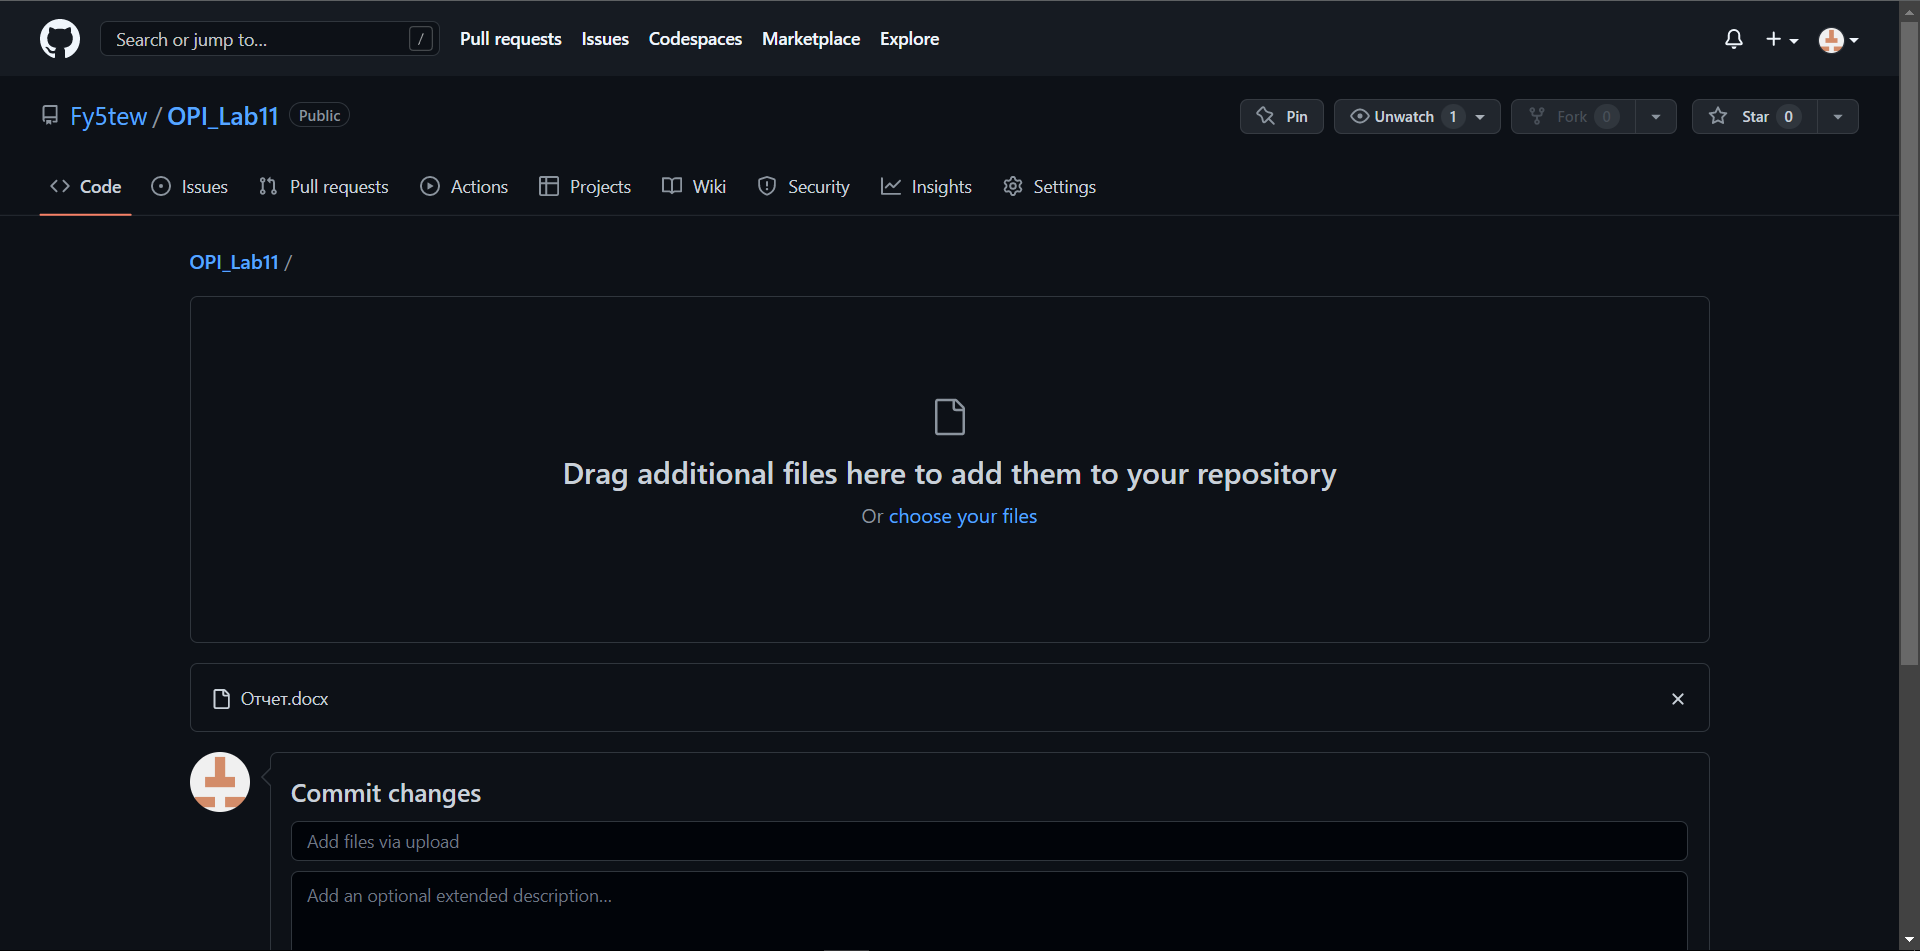 Search or jump to... / Pull requests Issues Codespaces Marketplace Explore
Fy5tew / OPI_Lab11 Public Pin Unwatch 1 Fork 0 Star 0
Code Issues Pull requests Actions Projects Wiki Security Insights Settings
OPI_Lab11 /
Drag additional files here to add them to your repository
Or choose your files
Отчет.docx
Commit changes
Add files via upload
Add an optional extended description...